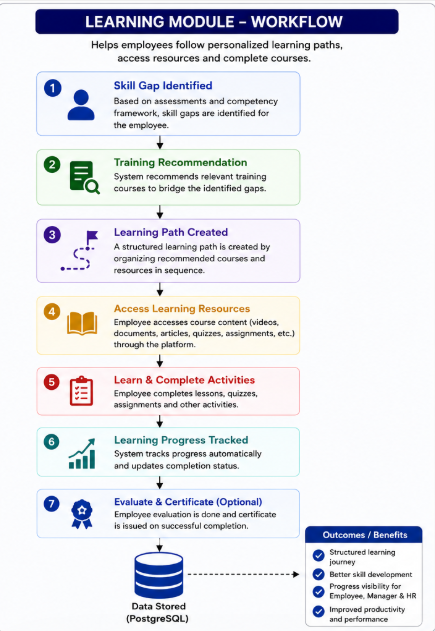 LEARNING MODULE – WORKFLOW
Helps employees follow personalized learning paths,
access resources and complete courses.
1
Skill Gap Identified
Based on assessments and competency
framework, skill gaps are identified for
the employee.
2
Training Recommendation
System recommends relevant training
courses to bridge the identified gaps.
3
Learning Path Created
A structured learning path is created by
organizing recommended courses and
resources in sequence.
4
Access Learning Resources
Employee accesses course content (videos,
documents, articles, quizzes, assignments, etc.)
through the platform.
5
Learn & Complete Activities
Employee completes lessons, quizzes,
assignments and other activities.
6
Learning Progress Tracked
System tracks progress automatically
and updates completion status.
7
Evaluate & Certificate (Optional)
Employee evaluation is done and certificate
is issued on successful completion.
Data Stored
(PostgreSQL)
Outcomes / Benefits
Structured learning
journey
Better skill development
Progress visibility for
Employee, Manager & HR
Improved productivity
and performance